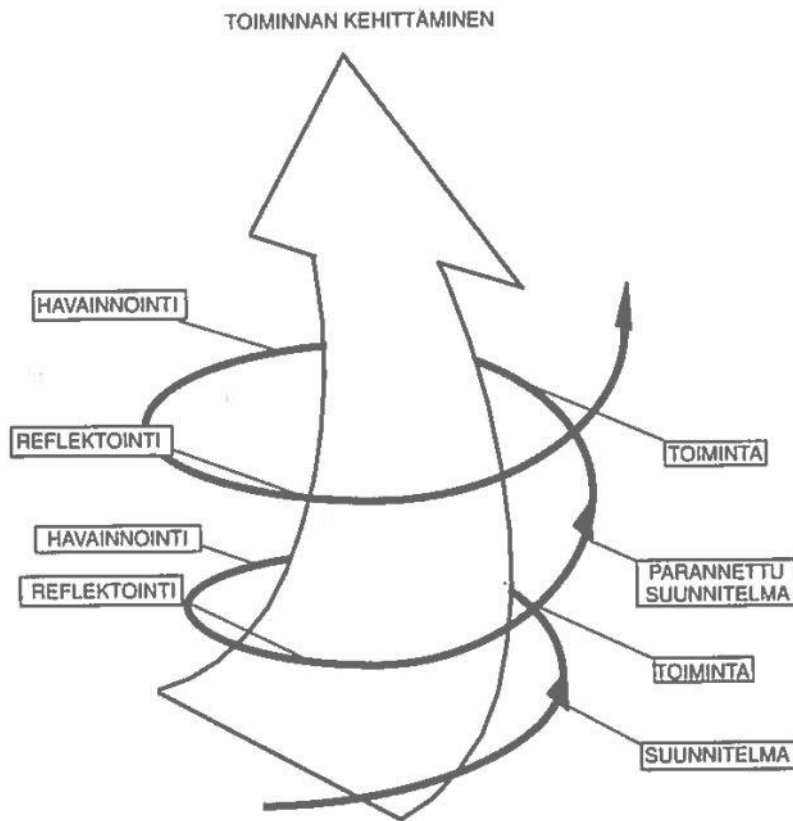 TOIMINNAN KEHITTÄMINEN
HAVAINNOINTI
REFLEKTOINTI
TOIMINTA
HAVAINNOINTI
PARANNETTU
SUUNNITELMA
REFLEKTOINTI
TOIMINTA
SUUNNITELMA